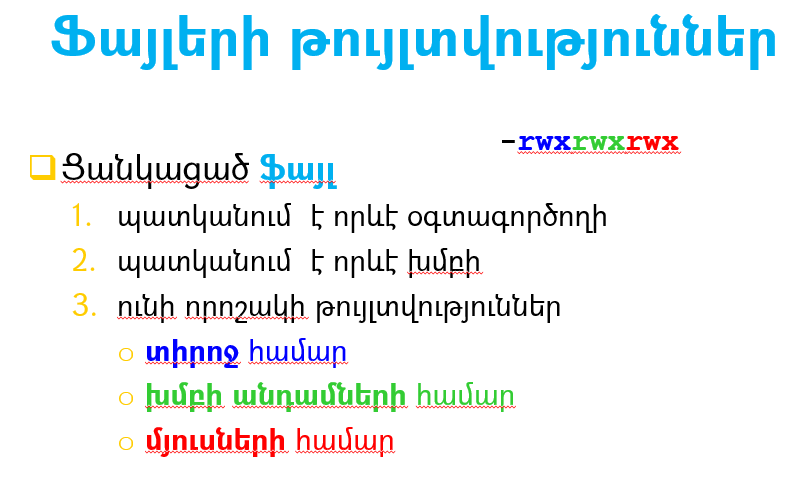 Ֆայլերի թույլտվություններ
-rwxrwxrwx
Ցանկացած ֆայլ
1. պատկանում է որևէ օգտագործողի
2. պատկանում է որևէ խմբի
3. ունի որոշակի թույլտվություններ
o տիրոջ համար
o խմբի անդամների համար
o մյուսների համար